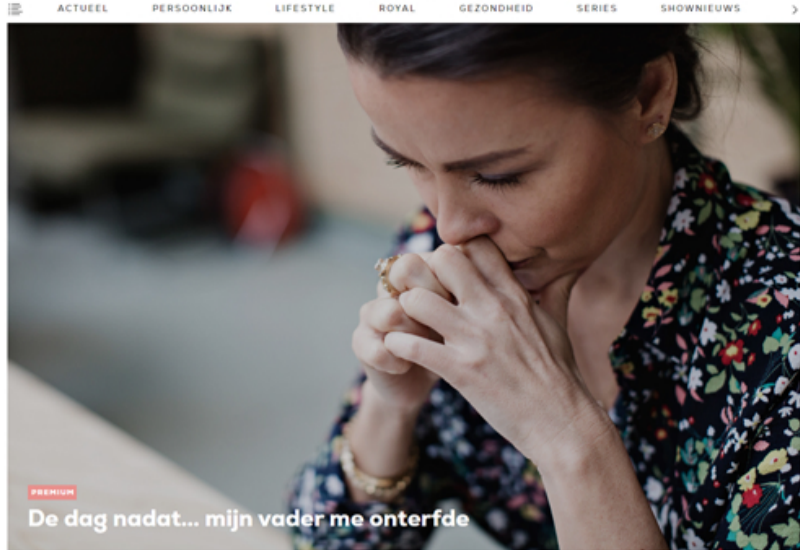 ACTUEEL PERSOONLIJK LIFESTYLE ROYAL GEZONDHEID SERIES SHOWNIEUWS
PREMIUM
De dag nadat... mijn vader me onterfde